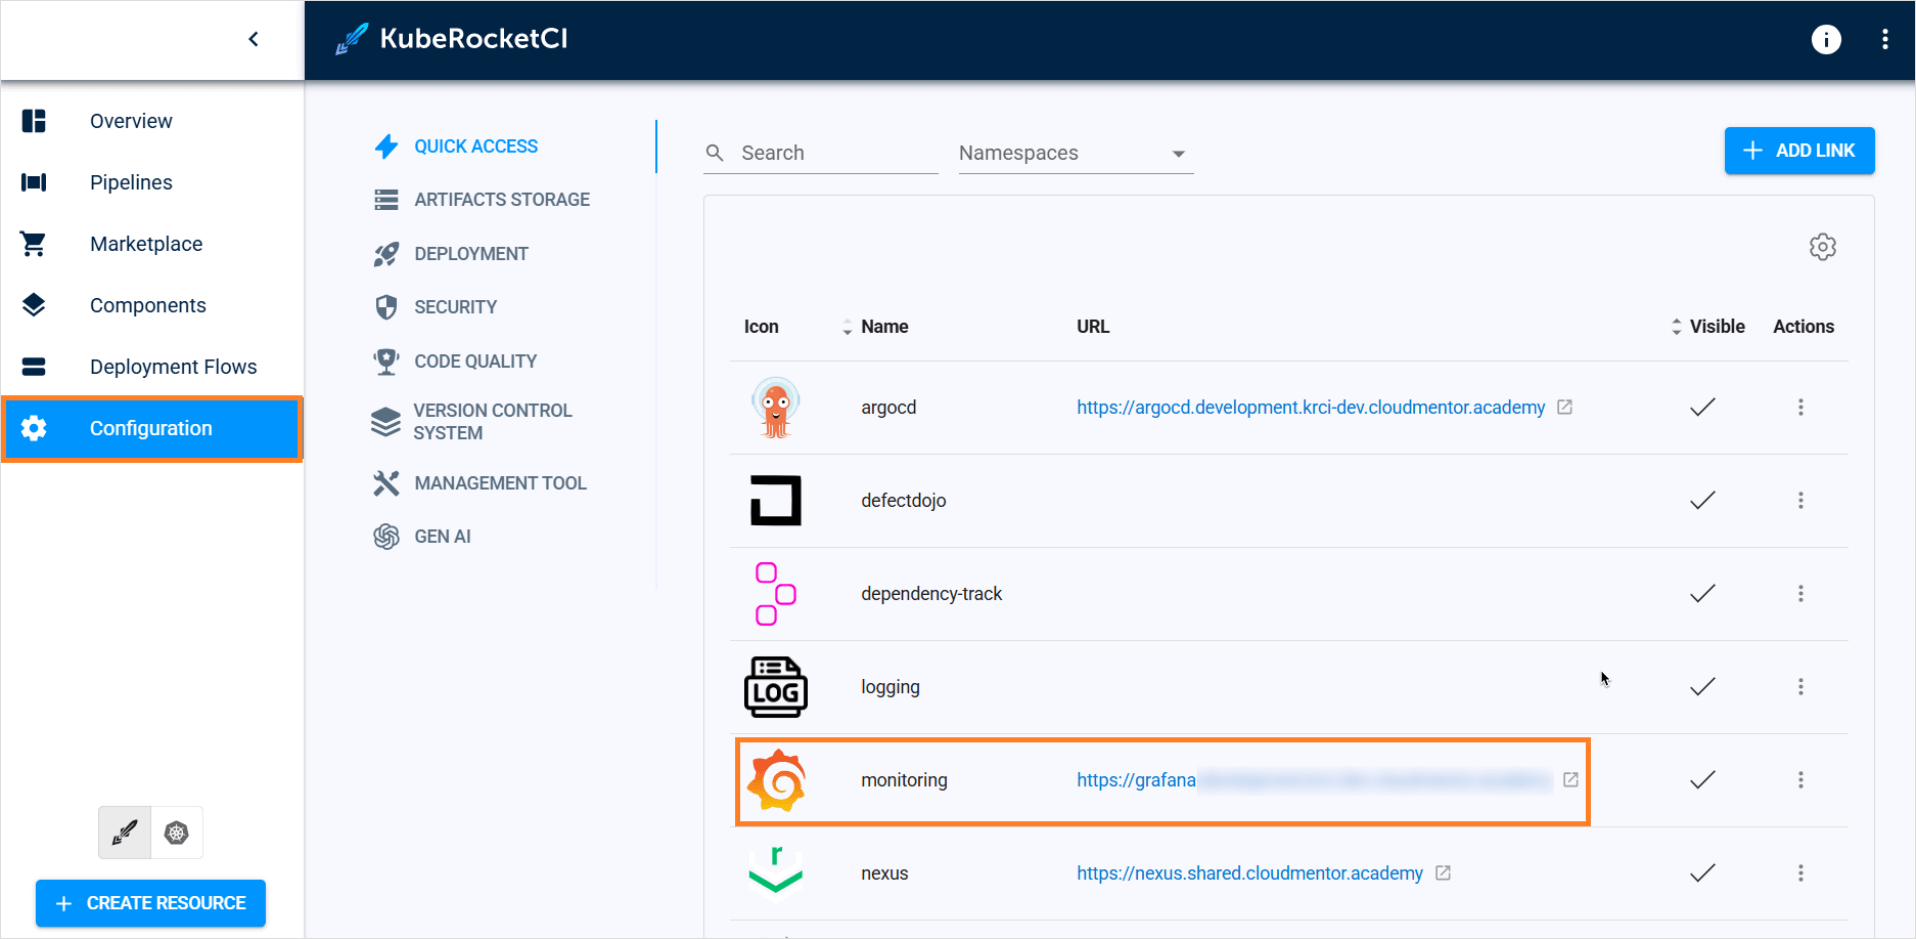 KubeRocketCI
Overview
Pipelines
Marketplace
Components
Deployment Flows
Configuration
CREATE RESOURCE
QUICK ACCESS
ARTIFACTS STORAGE
DEPLOYMENT
SECURITY
CODE QUALITY
VERSION CONTROL
SYSTEM
MANAGEMENT TOOL
GEN AI
Search
Namespaces
ADD LINK
Icon Name URL Visible Actions
argocd https://argocd.development.krci-dev.cloudmentor.academy
defectdojo
dependency-track
LOG logging
monitoring https://grafana
nexus https://nexus.shared.cloudmentor.academy